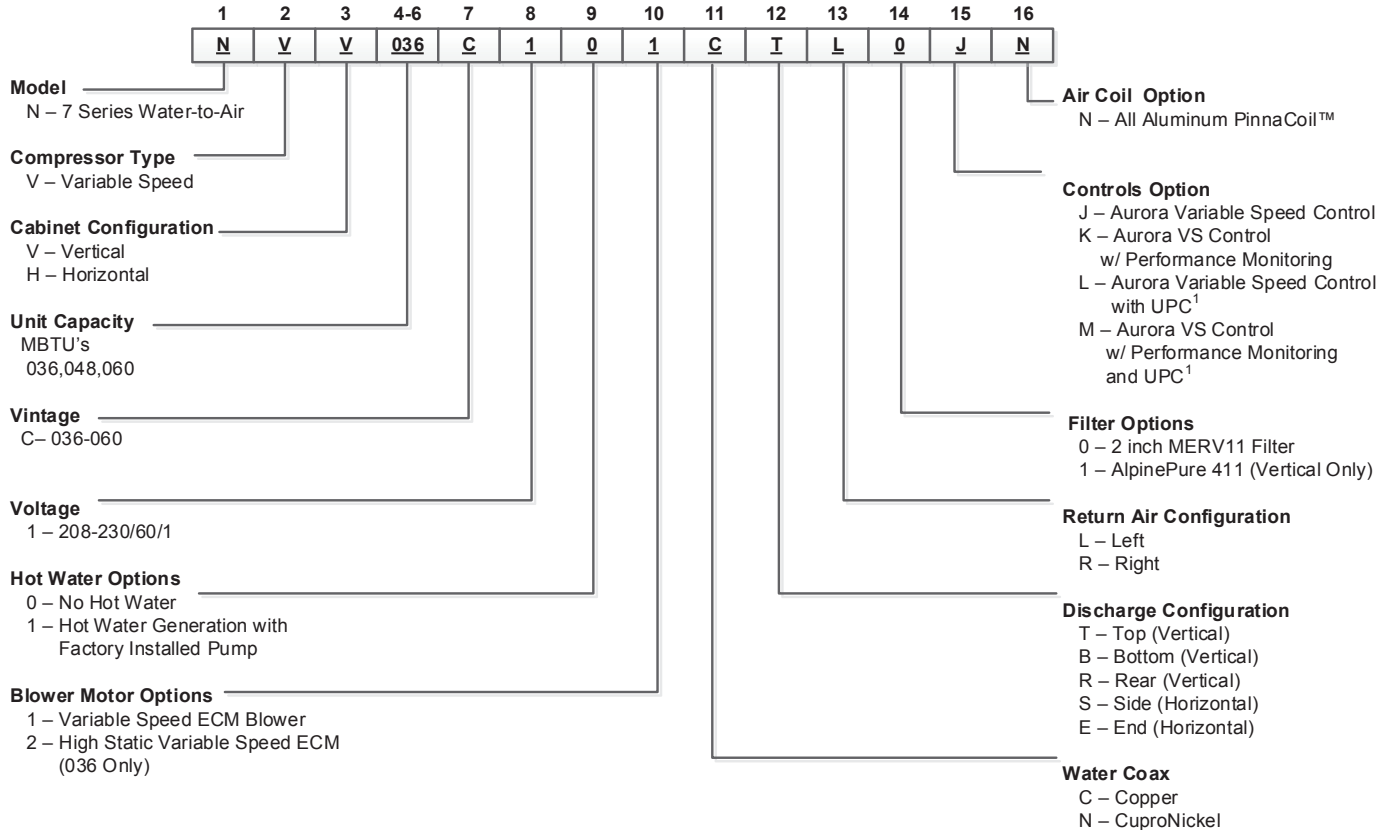 1 2 3 4-6 7 8 9 10 11 12 13 14 15 16
N V V 036 C 1 0 1 C T L 0 J N
Model
N – 7 Series Water-to-Air
Compressor Type
V – Variable Speed
Cabinet Configuration
V – Vertical
H – Horizontal
Unit Capacity
MBTU's
036,048,060
Vintage
C– 036-060
Voltage
1 – 208-230/60/1
Hot Water Options
0 – No Hot Water
1 – Hot Water Generation with
Factory Installed Pump
Blower Motor Options
1 – Variable Speed ECM Blower
2 – High Static Variable Speed ECM
(036 Only)
Air Coil Option
N – All Aluminum PinnaCoil™
Controls Option
J – Aurora Variable Speed Control
K – Aurora VS Control
w/ Performance Monitoring
L – Aurora Variable Speed Control
with UPC1
M – Aurora VS Control
w/ Performance Monitoring
and UPC1
Filter Options
0 – 2 inch MERV11 Filter
1 – AlpinePure 411 (Vertical Only)
Return Air Configuration
L – Left
R – Right
Discharge Configuration
T – Top (Vertical)
B – Bottom (Vertical)
R – Rear (Vertical)
S – Side (Horizontal)
E – End (Horizontal)
Water Coax
C – Copper
N – CuproNickel